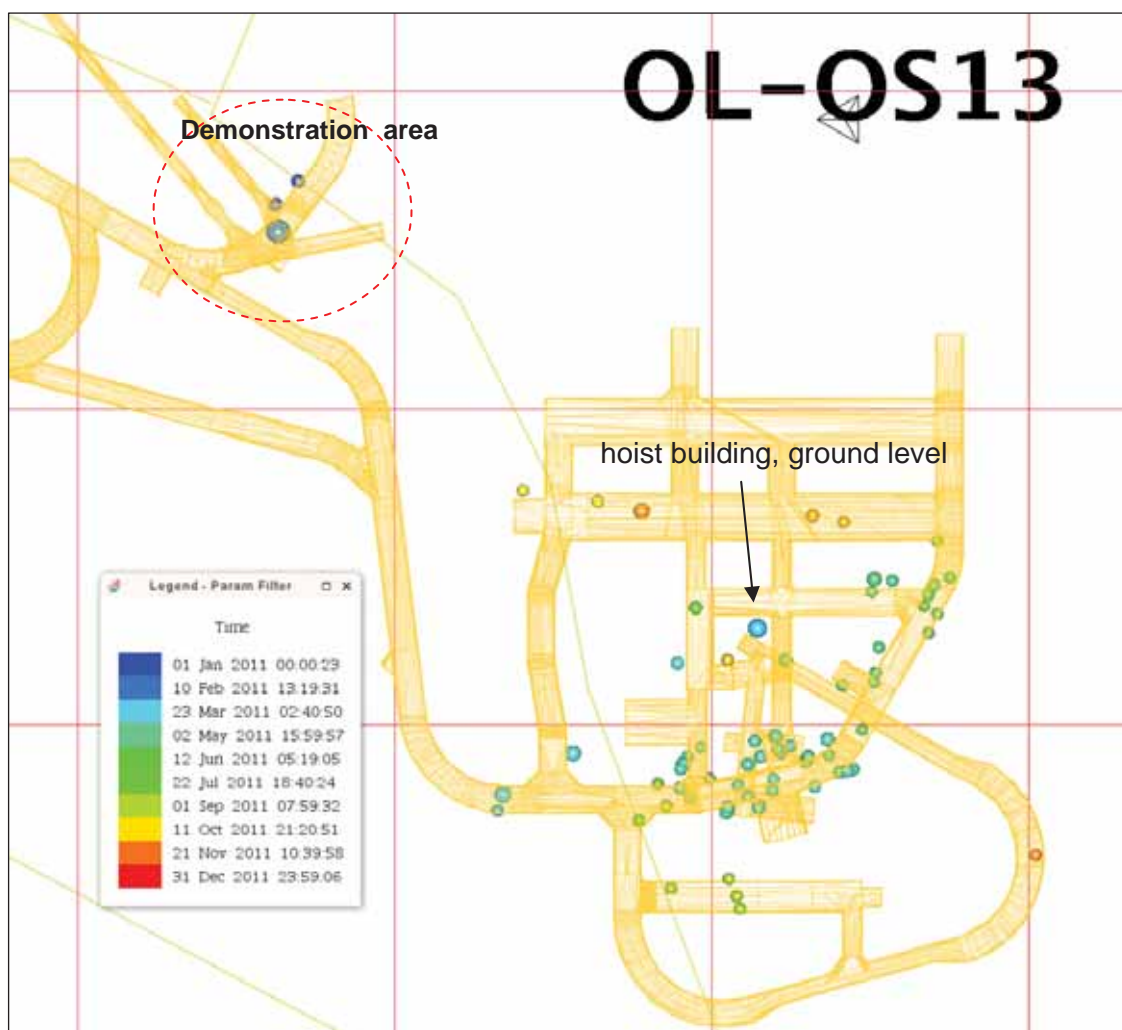 OL-OS13
Demonstration area
hoist building, ground level
Legend - Param Filter
Time
01 Jan 2011 00:00:23
10 Feb 2011 13:19:31
23 Mar 2011 02:40:50
02 May 2011 15:59:57
12 Jun 2011 05:19:05
22 Jul 2011 18:40:24
01 Sep 2011 07:59:32
11 Oct 2011 21:20:51
21 Nov 2011 10:39:58
31 Dec 2011 23:59:06